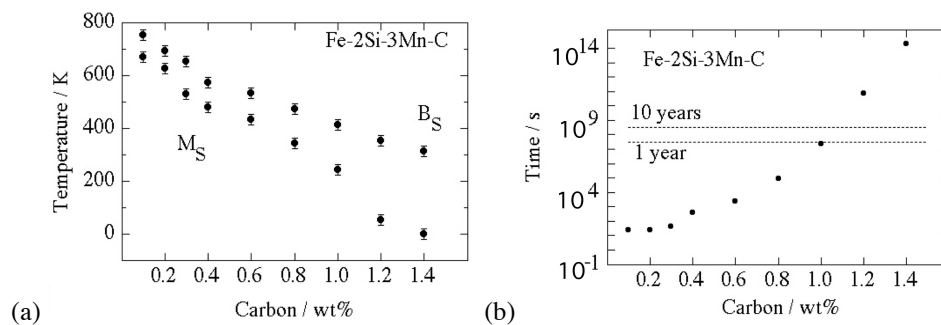 800
600
400
200
0
Temperature / K
Fe-2Si-3Mn-C
M_S
B_S
0.2 0.4 0.6 0.8 1.0 1.2 1.4
Carbon / wt%
(a)
10^14
10^9
10^4
10^-1
Time / s
Fe-2Si-3Mn-C
10 years
1 year
0.2 0.4 0.6 0.8 1.0 1.2 1.4
Carbon / wt%
(b)